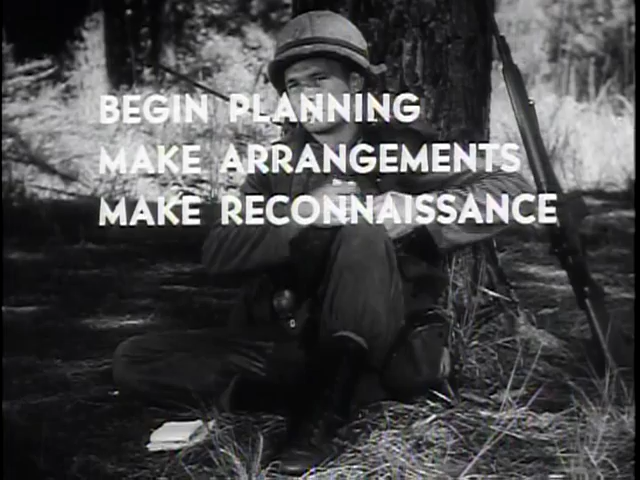 BEGIN PLANNING
MAKE ARRANGEMENTS
MAKE RECONNAISSANCE